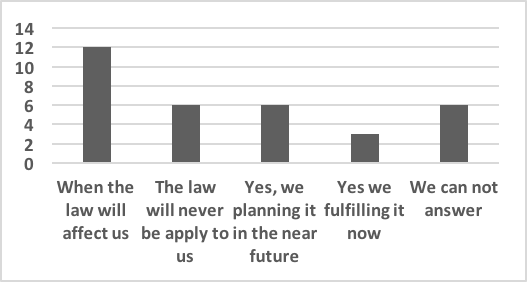 14
12
10
8
6
4
2
0
When the
law will
affect us
The law
will never
be apply to
us
Yes, we
planning it
in the near
future
Yes we
fulfilling it
now
We can not
answer